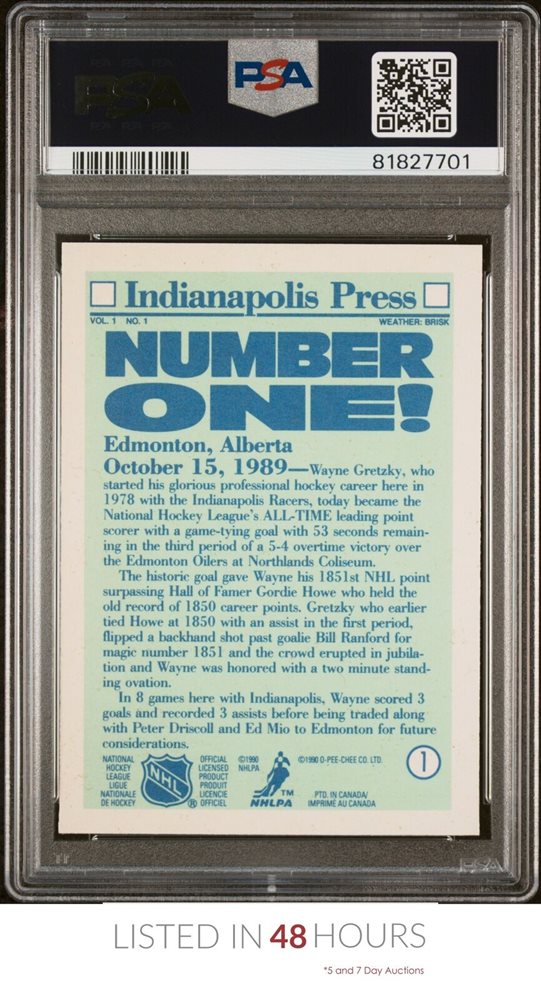 PSA PSA PSA
PSA
PSA PSA PSA
PSA
81827701
Indianapolis Press
VOL. 1 NO. 1 WEATHER: BRISK
NUMBER
ONE!
Edmonton, Alberta
October 15, 1989—Wayne Gretzky, who
started his glorious professional hockey career here in
1978 with the Indianapolis Racers, today became the
National Hockey League's ALL-TIME leading point
scorer with a game-tying goal with 53 seconds remain-
ing in the third period of a 5-4 overtime victory over
the Edmonton Oilers at Northlands Coliseum.
The historic goal gave Wayne his 1851st NHL point
surpassing Hall of Famer Gordie Howe who held the
old record of 1850 career points. Gretzky who earlier
tied Howe at 1850 with an assist in the first period,
flipped a backhand shot past goalie Bill Ranford for
magic number 1851 and the crowd erupted in jubila-
tion and Wayne was honored with a two minute stand-
ing ovation.
In 8 games here with Indianapolis, Wayne scored 3
goals and recorded 3 assists before being traded along
with Peter Driscoll and Ed Mio to Edmonton for future
considerations.
NATIONAL
HOCKEY
LEAGUE
LIGUE
NATIONALE
DE HOCKEY
NHL
®
OFFICIAL
LICENSED
PRODUCT
PRODUIT
LICENCIE
OFFICIEL
©1990
NHLPA
TM
NHLPA
©1990 O-PEE-CHEE CO. LTD.
PTD. IN CANADA/
IMPRIMÉ AU CANADA
1
PSA
LISTED IN 48 HOURS
*5 and 7 Day Auctions